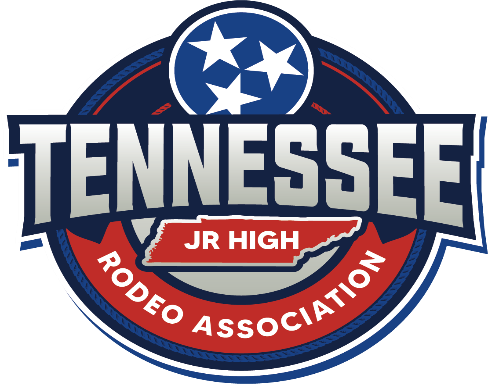 TENNESSEE
JR HIGH
RODEO ASSOCIATION